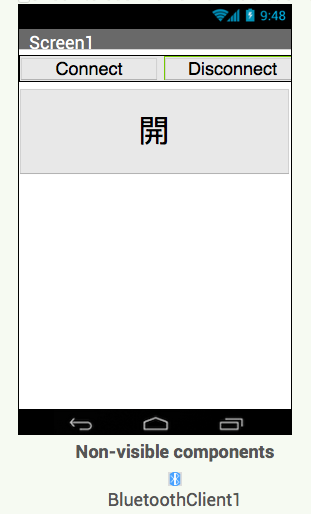 9:48
Screen1
Connect Disconnect
開
Non-visible components
BluetoothClient1